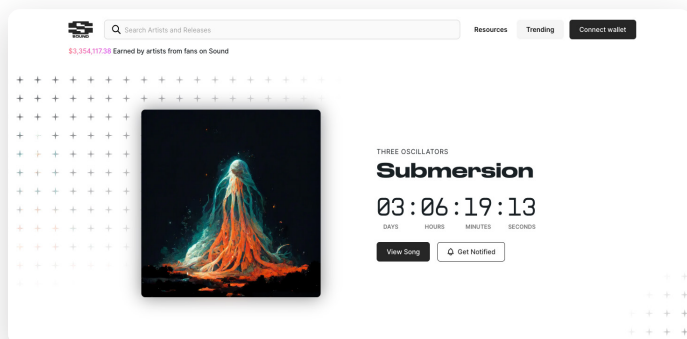 SOUND
Search Artists and Releases
Resources
Trending
Connect wallet
$3,354,117.38 Earned by artists from fans on Sound
THREE OSCILLATORS
Submersion
03:06:19:13
DAYS HOURS MINUTES SECONDS
View Song
Get Notified